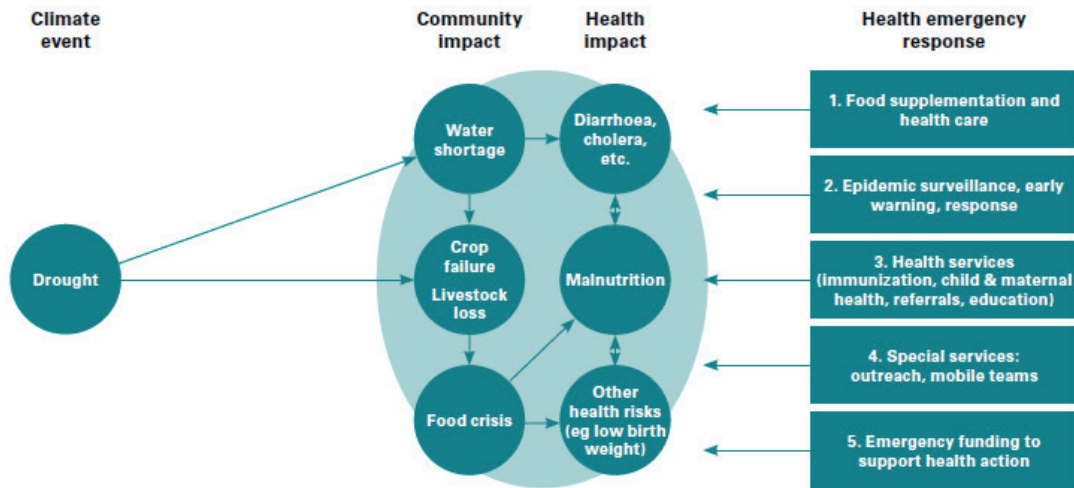 Climate
event
Community
impact
Health
impact
Health emergency
response
Drought
Water
shortage
Crop
failure
Livestock
loss
Food crisis
Diarrhoea,
cholera,
etc.
Malnutrition
Other
health risks
(eg low birth
weight)
1. Food supplementation and
health care
2. Epidemic surveillance, early
warning, response
3. Health services
(immunization, child & maternal
health, referrals, education)
4. Special services:
outreach, mobile teams
5. Emergency funding to
support health action